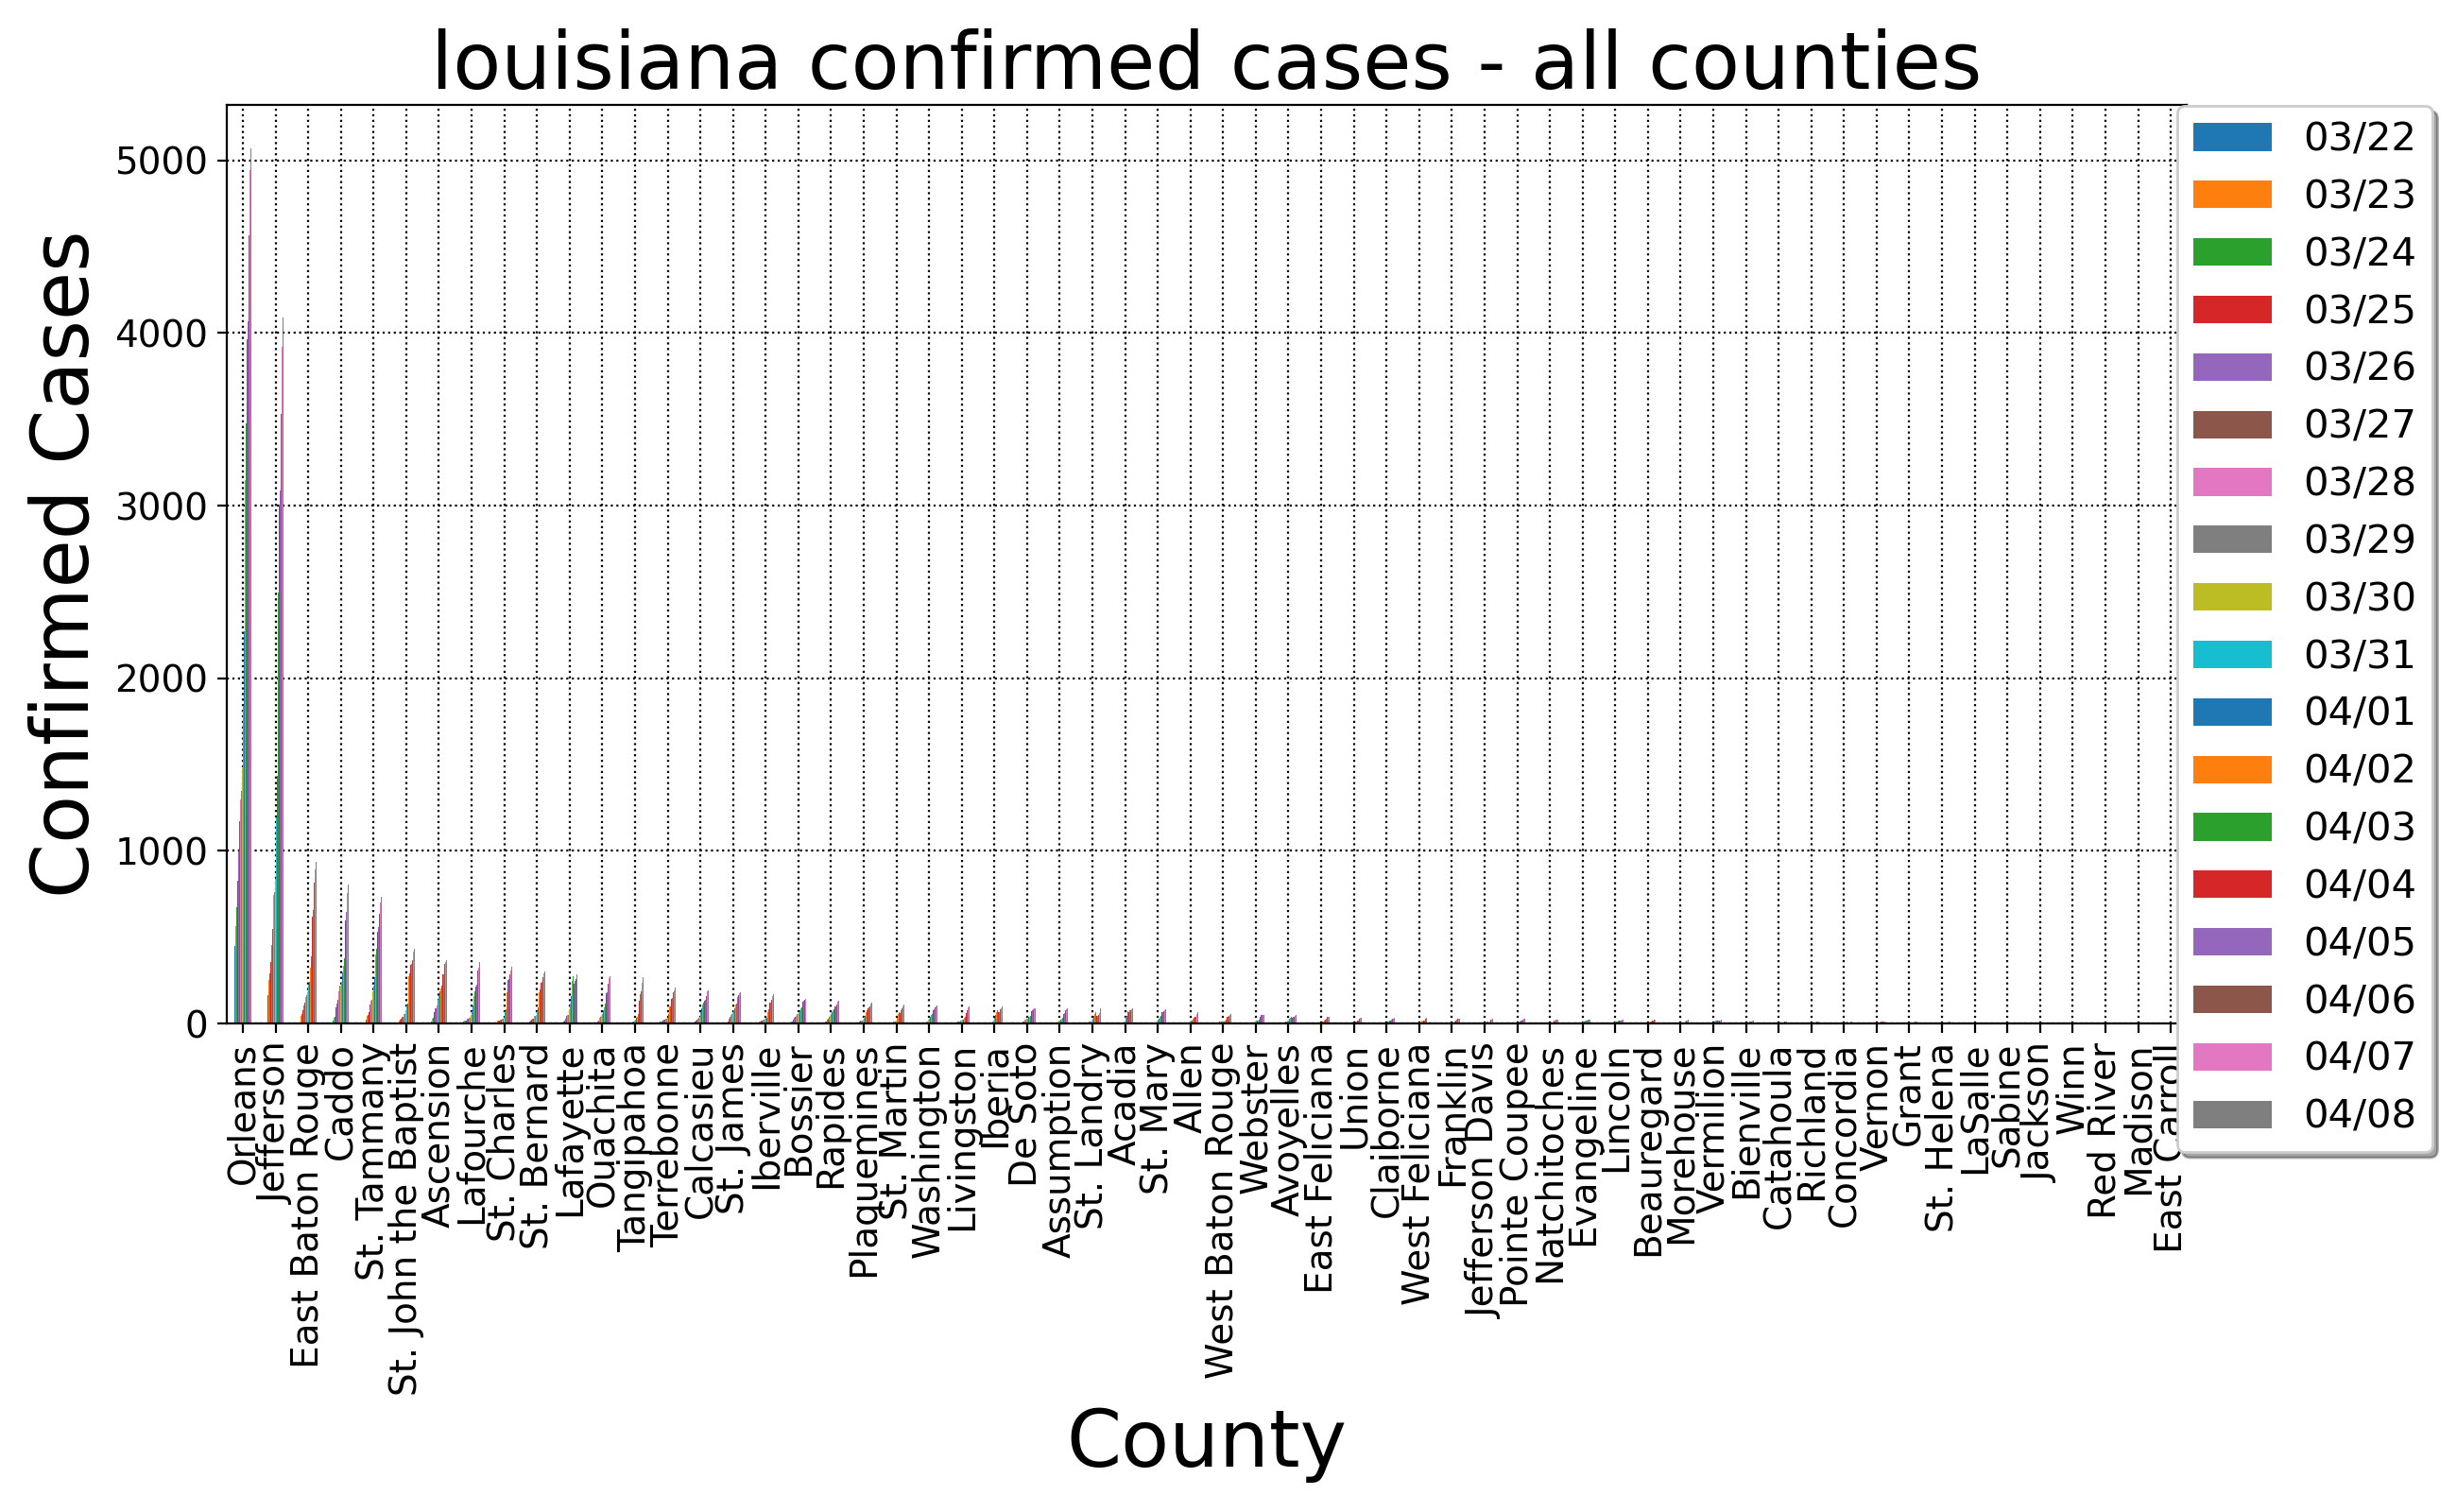 louisiana confirmed cases - all counties
Confirmed Cases
5000
4000
3000
2000
1000
0
03/22
03/23
03/24
03/25
03/26
03/27
03/28
03/29
03/30
03/31
04/01
04/02
04/03
04/04
04/05
04/06
04/07
04/08
Orleans
Jefferson
East Baton Rouge
Caddo
St. Tammany
St. John the Baptist
Ascension
Lafourche
St. Charles
St. Bernard
Lafayette
Ouachita
Tangipahoa
Terrebonne
Calcasieu
St. James
Iberville
Bossier
Rapides
Plaquemines
St. Martin
Washington
Livingston
Iberia
De Soto
Assumption
St. Landry
Acadia
St. Mary
Allen
West Baton Rouge
Webster
Avoyelles
East Feliciana
Union
Claiborne
West Feliciana
Franklin
Jefferson Davis
Pointe Coupee
Natchitoches
Evangeline
Lincoln
Beauregard
Morehouse
Vermilion
Bienville
Catahoula
Richland
Concordia
Vernon
Grant
St. Helena
LaSalle
Sabine
Jackson
Winn
Red River
Madison
East Carroll
County